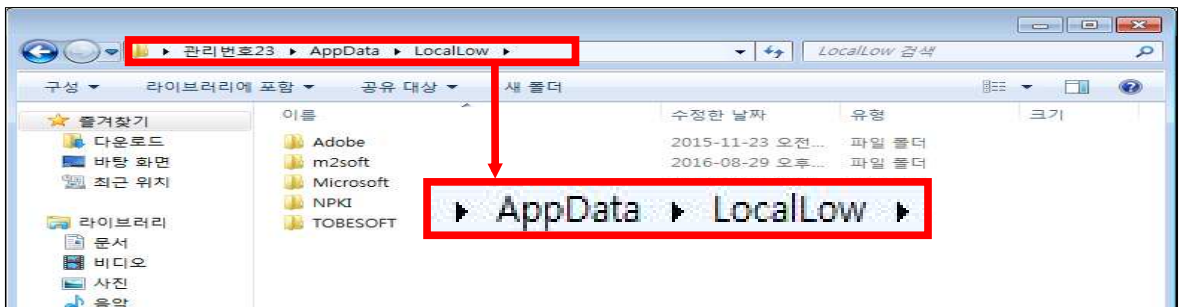 관리번호23 ▸ AppData ▸ LocalLow ▸
LocalLow 검색
구성 ▾ 라이브러리에 포함 ▾ 공유 대상 ▾ 새 폴더
즐겨찾기
다운로드
바탕 화면
최근 위치
라이브러리
문서
비디오
사진
음악
이름 수정한 날짜 유형 크기
Adobe 2015-11-23 오전... 파일 폴더
m2soft 2016-08-29 오후... 파일 폴더
Microsoft
NPKI
TOBESOFT
▸ AppData ▸ LocalLow ▸